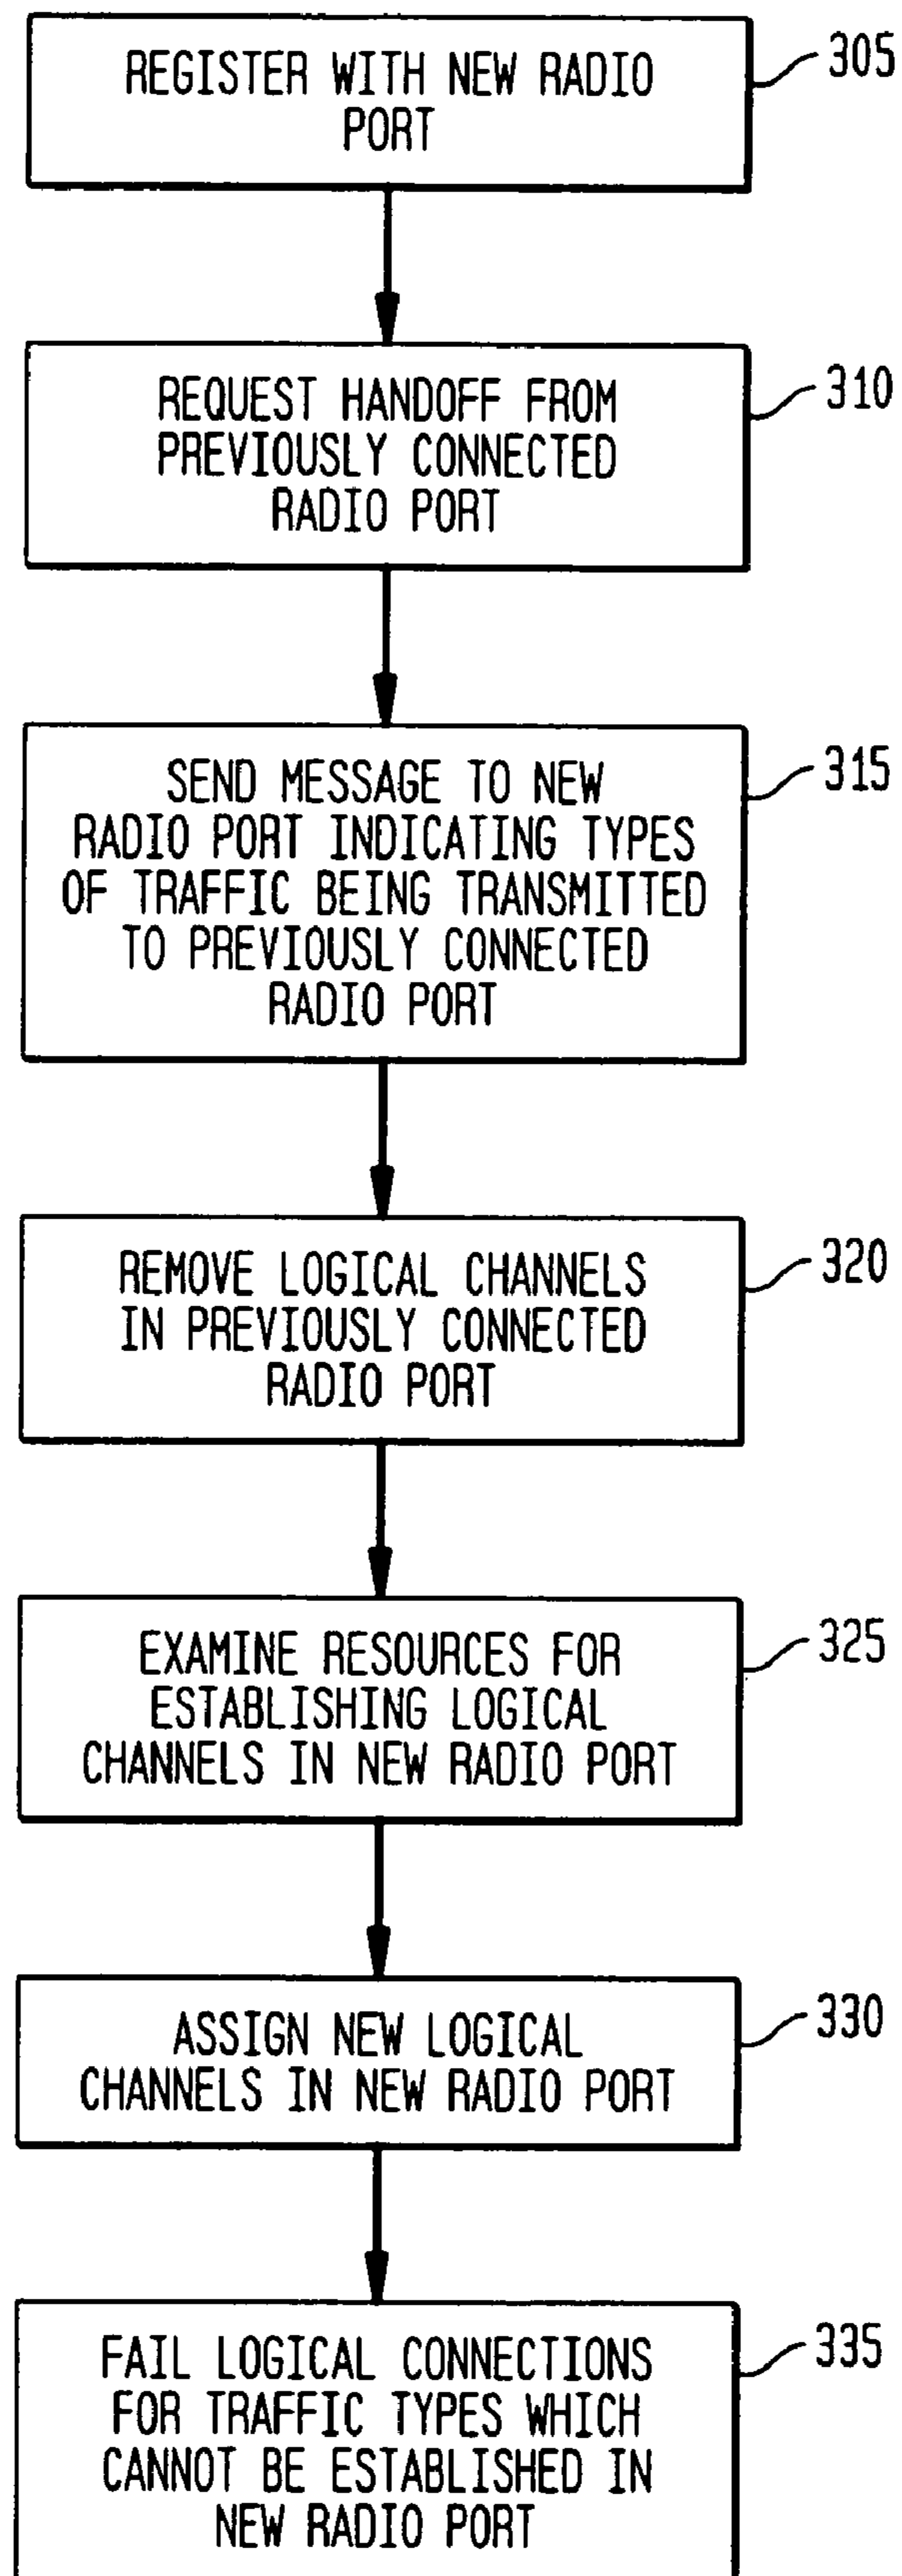 REGISTER WITH NEW RADIO
PORT
305
REQUEST HANDOFF FROM
PREVIOUSLY CONNECTED
RADIO PORT
310
SEND MESSAGE TO NEW
RADIO PORT INDICATING TYPES
OF TRAFFIC BEING TRANSMITTED
TO PREVIOUSLY CONNECTED
RADIO PORT
315
REMOVE LOGICAL CHANNELS
IN PREVIOUSLY CONNECTED
RADIO PORT
320
EXAMINE RESOURCES FOR
ESTABLISHING LOGICAL
CHANNELS IN NEW RADIO PORT
325
ASSIGN NEW LOGICAL
CHANNELS IN NEW RADIO PORT
330
FAIL LOGICAL CONNECTIONS
FOR TRAFFIC TYPES WHICH
CANNOT BE ESTABLISHED IN
NEW RADIO PORT
335